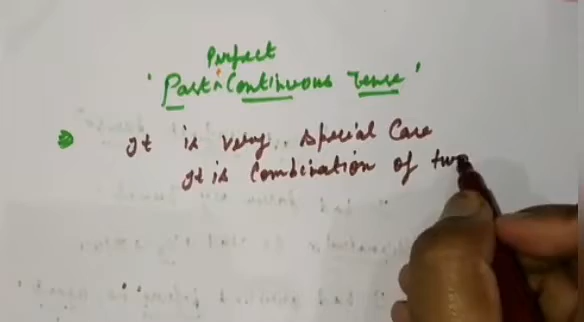 Perfect
'Past^Continuous Tense'
It is very special Case
It is Combination of two